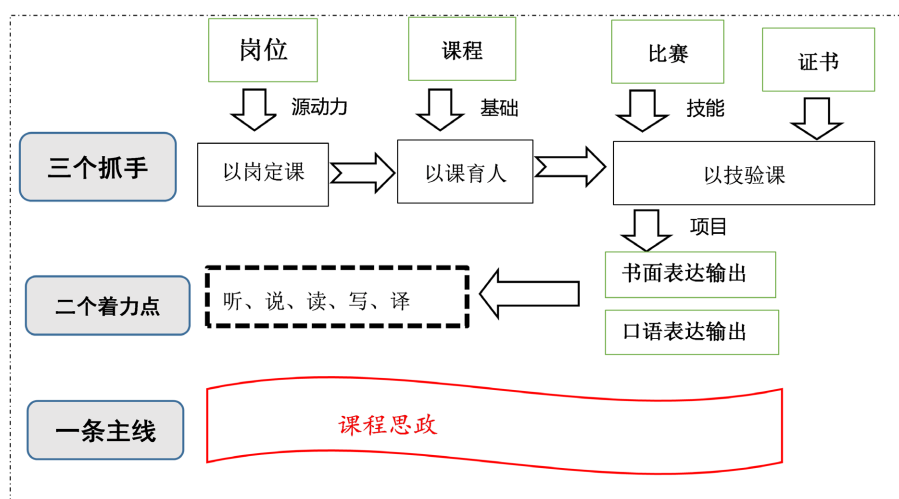 岗位
课程
比赛
证书
源动力
基础
技能
三个抓手
以岗定课
以课育人
以技验课
项目
二个着力点
听、说、读、写、译
书面表达输出
口语表达输出
一条主线
课程思政